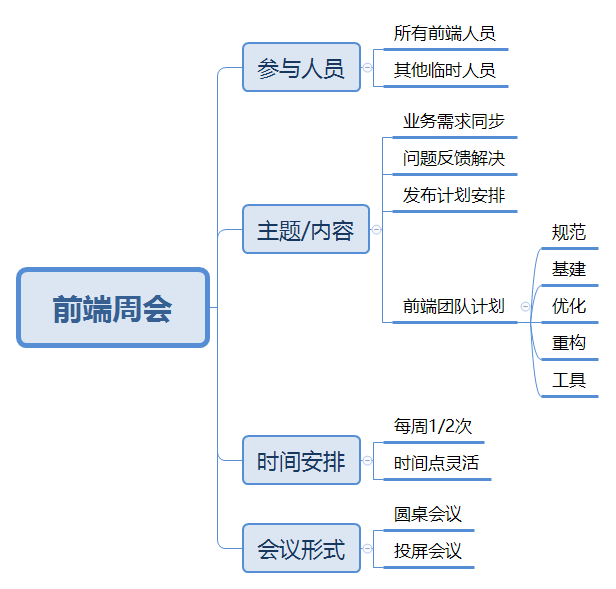 前端周会
参与人员
所有前端人员
其他临时人员
主题/内容
业务需求同步
问题反馈解决
发布计划安排
前端团队计划
规范
基建
优化
重构
工具
时间安排
每周1/2次
时间点灵活
会议形式
圆桌会议
投屏会议